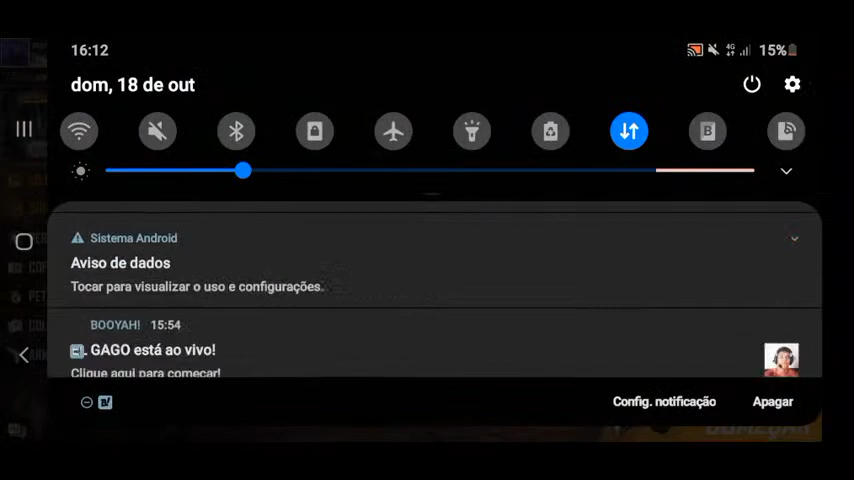 16:12
4G
15%
dom, 18 de out
B
Sistema Android
Aviso de dados
Tocar para visualizar o uso e configurações.
BOOYAH! 15:54
. GAGO está ao vivo!
Clique aqui para começar!
B!
Config. notificação
Apagar